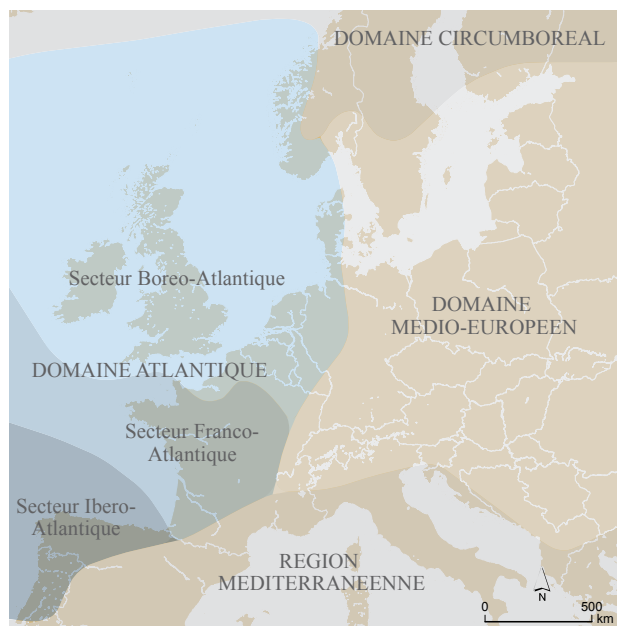 DOMAINE CIRCUMBOREAL
Secteur Boreo-Atlantique
DOMAINE
MEDIO-EUROPEEN
DOMAINE ATLANTIQUE
Secteur Franco-
Atlantique
Secteur Ibero-
Atlantique
REGION
MEDITERRANEENNE
N
0 500
km